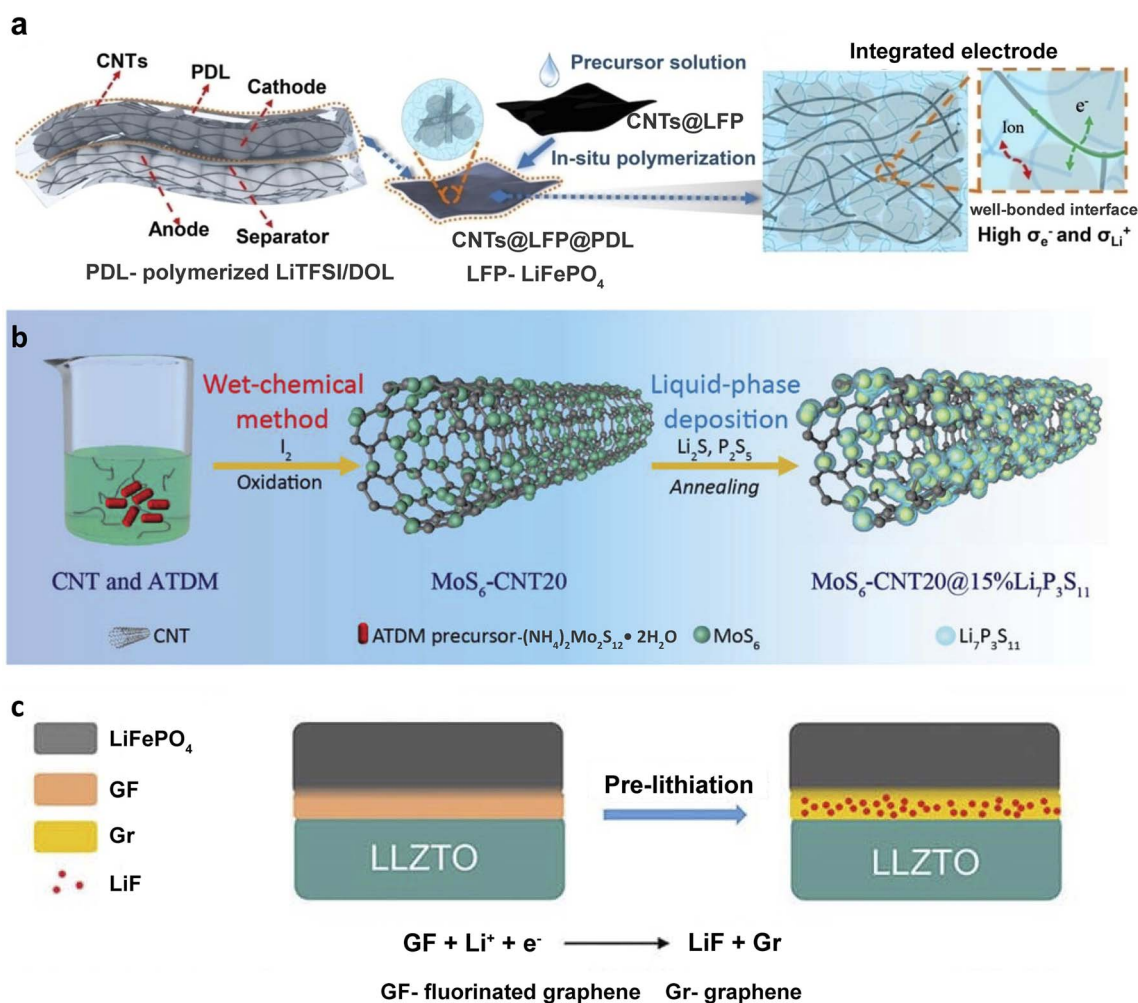 a
CNTs
PDL
Cathode
Anode
Separator
PDL- polymerized LiTFSI/DOL
Precursor solution
CNTs@LFP
In-situ polymerization
CNTs@LFP@PDL
LFP- LiFePO₄
Integrated electrode
Ion
e⁻
well-bonded interface
High σe⁻ and σLi⁺
b
Wet-chemical
method
I₂
Oxidation
Liquid-phase
deposition
Li₂S, P₂S₅
Annealing
CNT and ATDM
MoS₆-CNT20
MoS₆-CNT20@15%Li₇P₃S₁₁
CNT
ATDM precursor-(NH₄)₂Mo₂S₁₂• 2H₂O
MoS₆
Li₇P₃S₁₁
c
LiFePO₄
GF
Gr
LiF
LLZTO
Pre-lithiation
LLZTO
GF + Li⁺ + e⁻ ⟶ LiF + Gr
GF- fluorinated graphene Gr- graphene